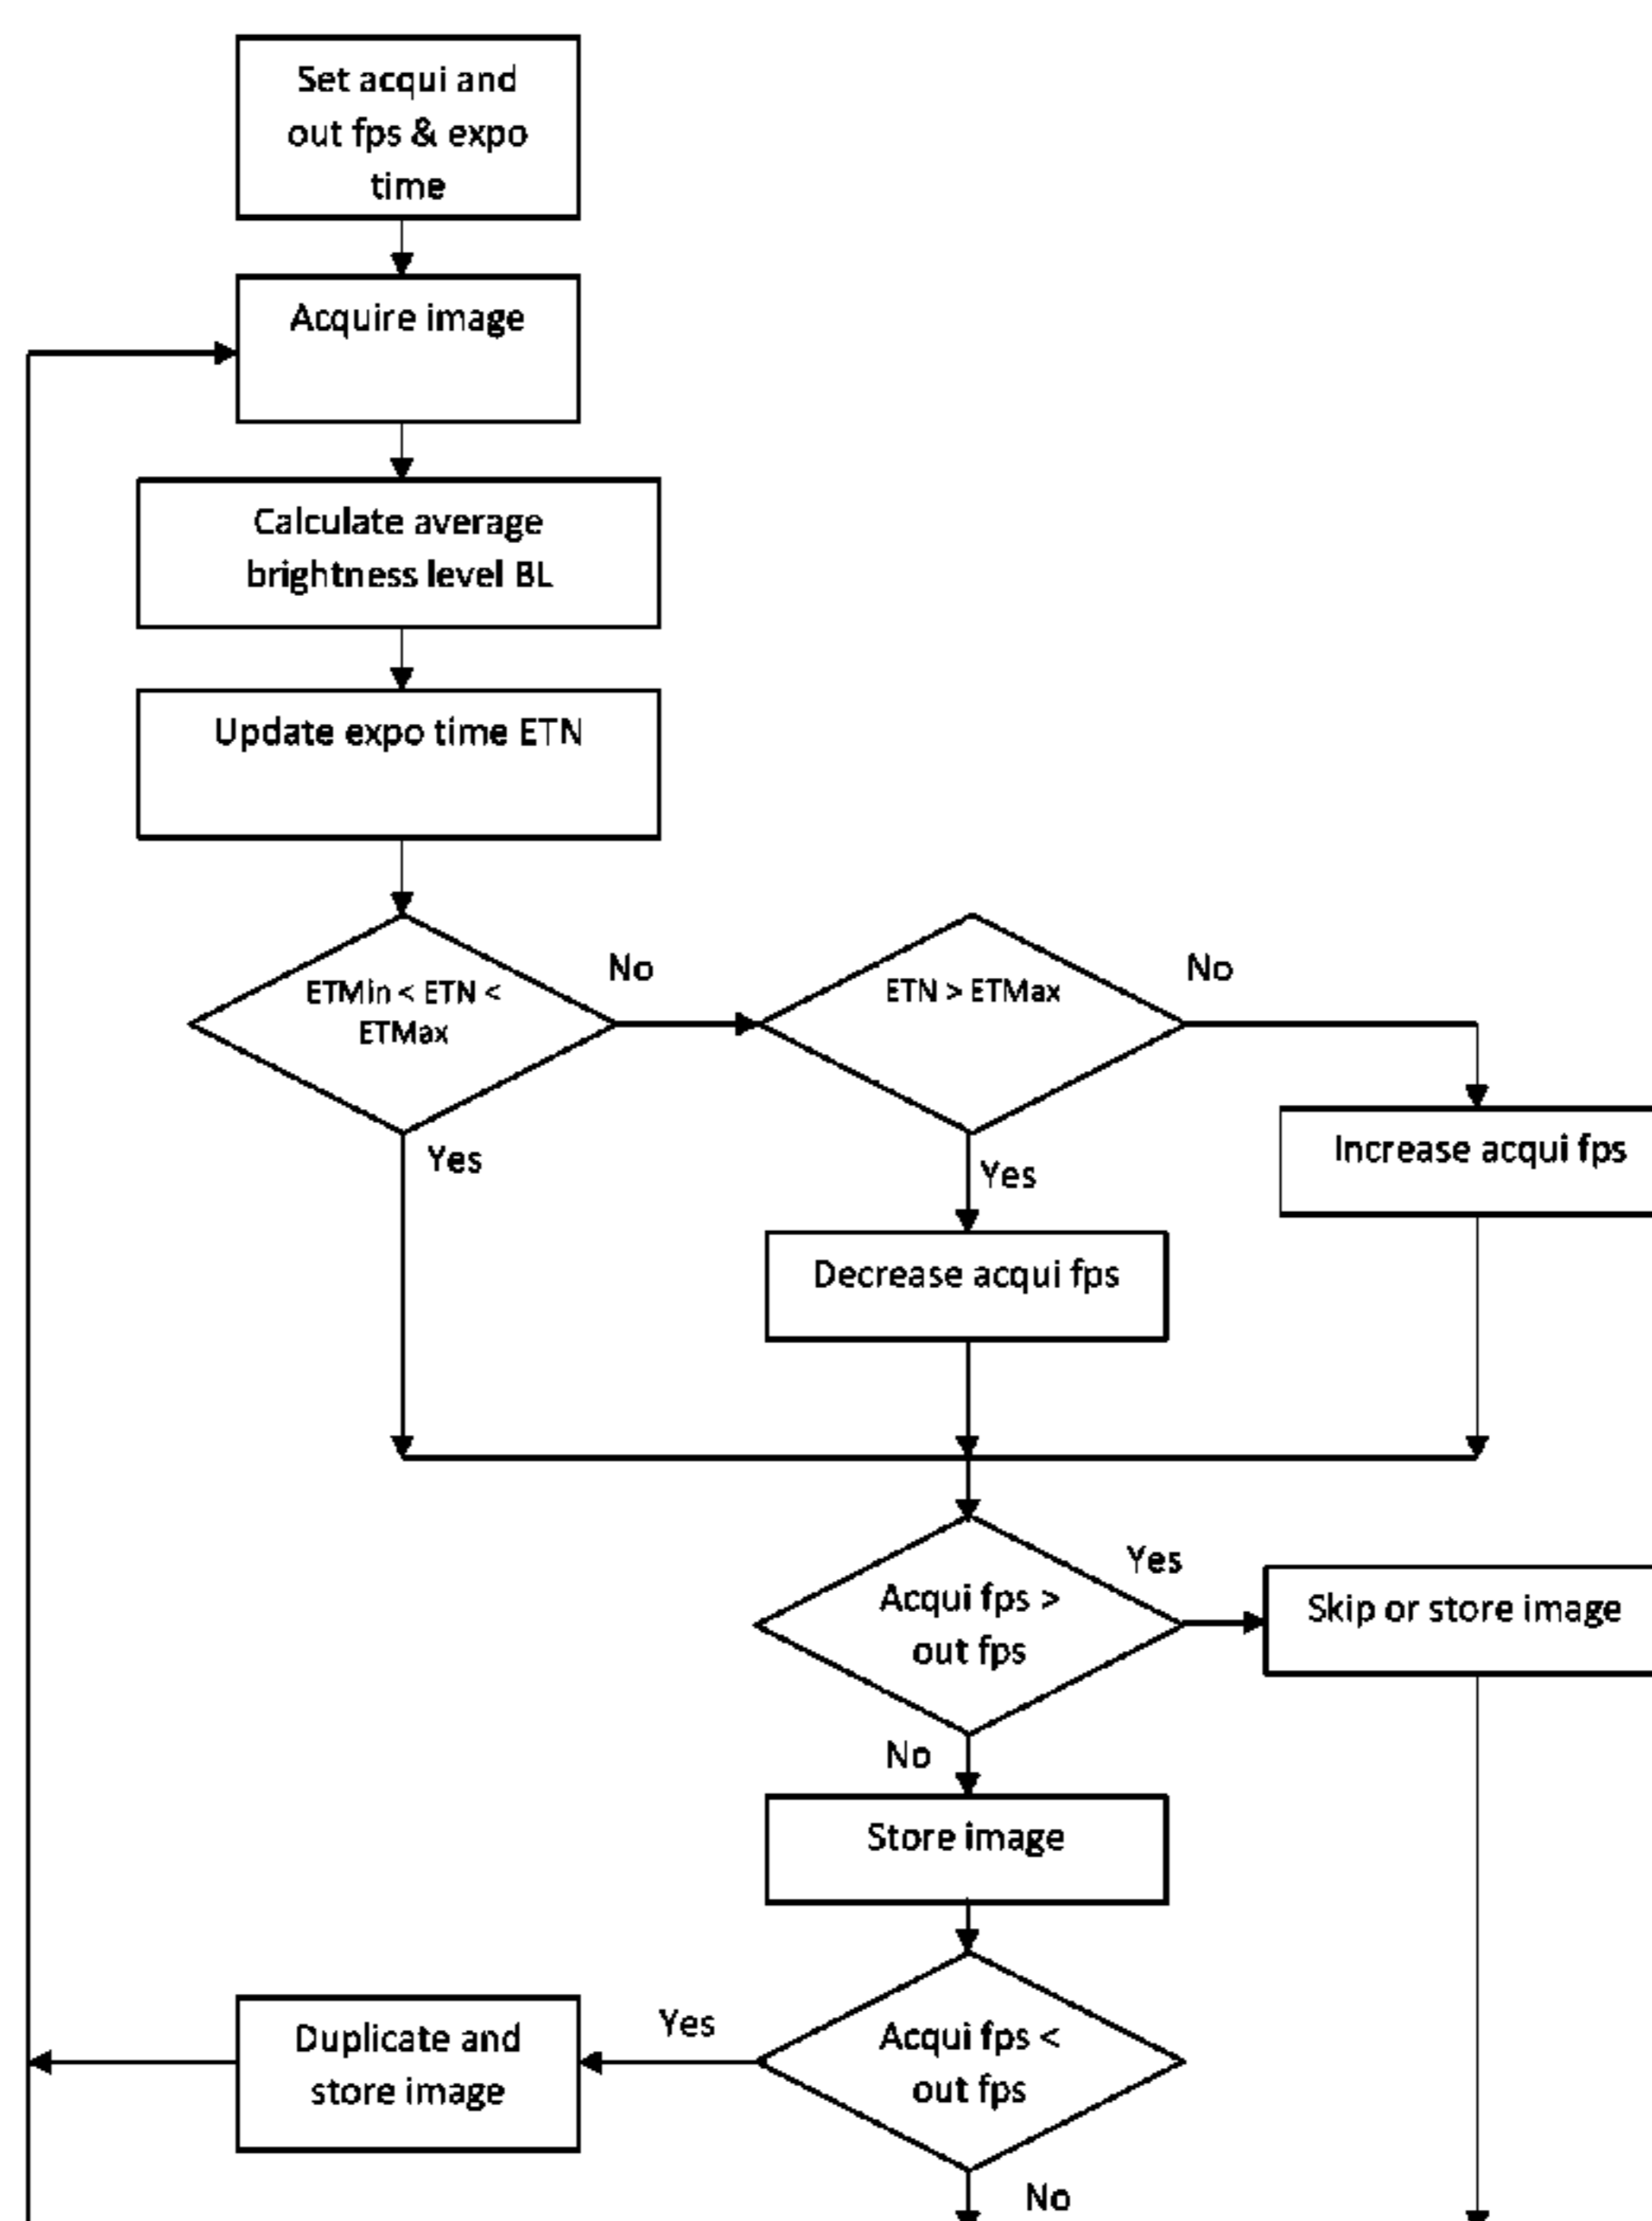 Set acqui and
out fps & expo
time
Acquire image
Calculate average
brightness level BL
Update expo time ETN
ETMin < ETN <
ETMax
No
ETN > ETMax
No
Yes
Yes
Increase acqui fps
Decrease acqui fps
Acqui fps >
out fps
Yes
Skip or store image
No
Store image
Acqui fps <
out fps
Yes
Duplicate and
store image
No